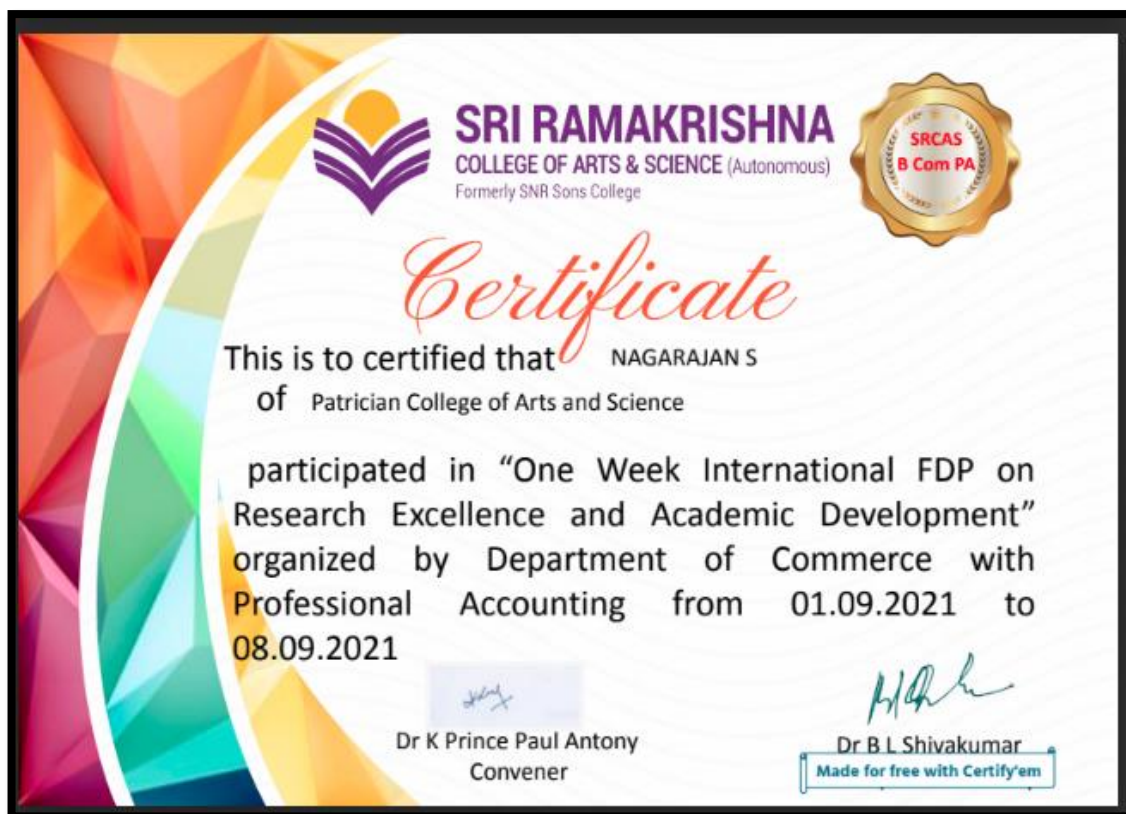 SRI RAMAKRISHNA
COLLEGE OF ARTS & SCIENCE (Autonomous)
Formerly SNR Sons College
SRCAS
B Com PA
Certificate
This is to certified that NAGARAJAN S
of Patrician College of Arts and Science
participated in “One Week International FDP on
Research Excellence and Academic Development”
organized by Department of Commerce with
Professional Accounting from 01.09.2021 to
08.09.2021
Dr K Prince Paul Antony
Convener
Dr B L Shivakumar
Made for free with Certify'em